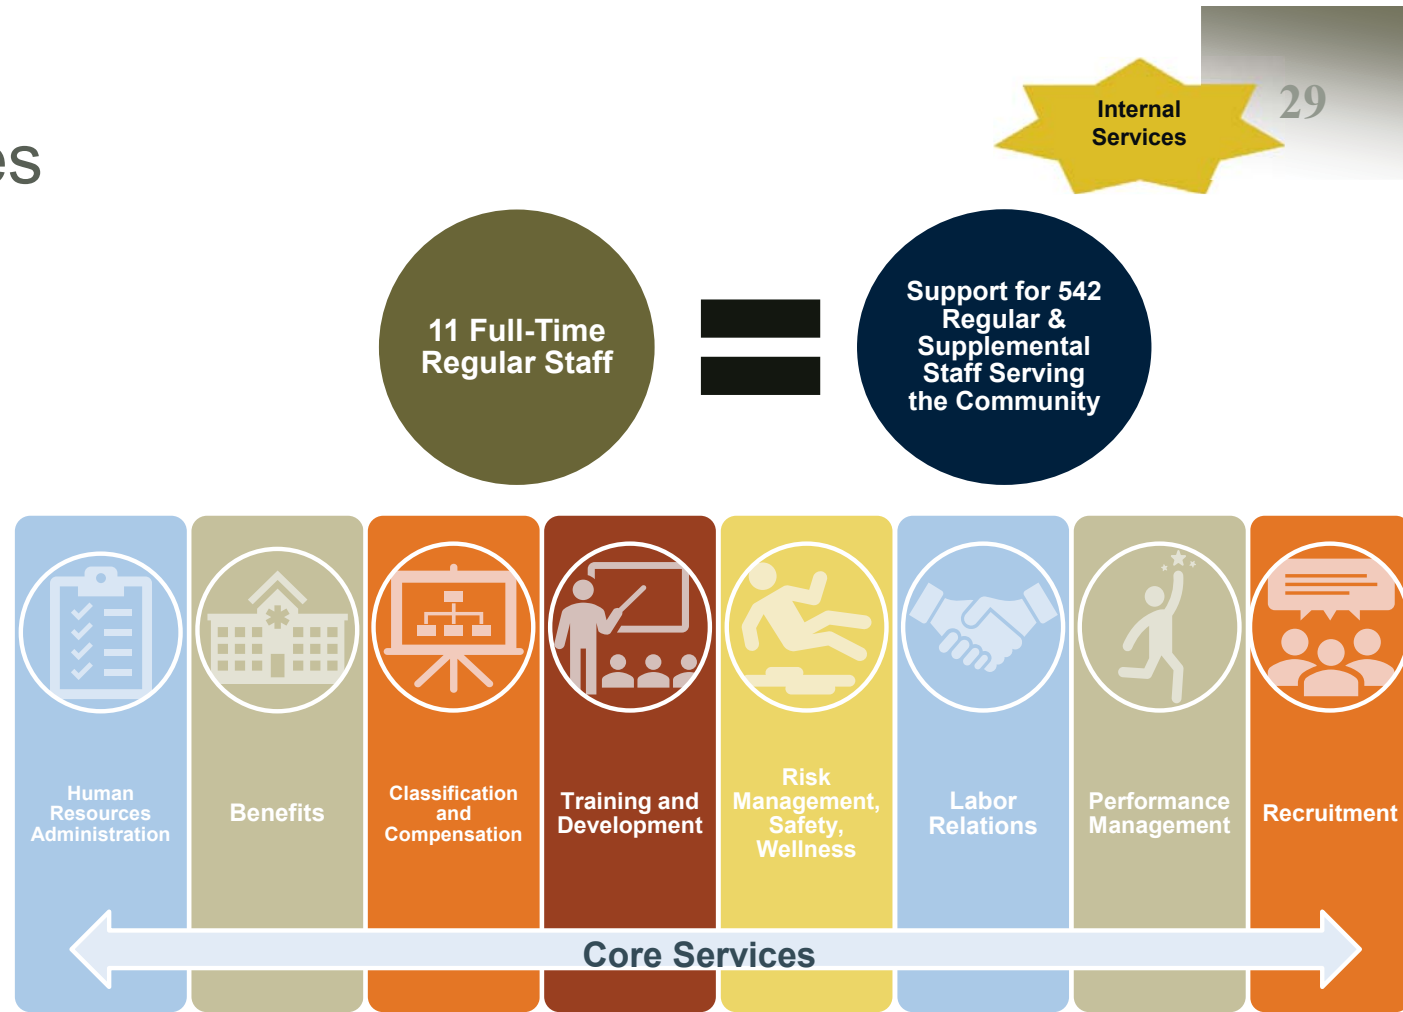 29
Internal
Services
es
11 Full-Time
Regular Staff
Support for 542
Regular &
Supplemental
Staff Serving
the Community
Human
Resources
Administration
Benefits
Classification
and
Compensation
Training and
Development
Risk
Management,
Safety,
Wellness
Labor
Relations
Performance
Management
Recruitment
Core Services